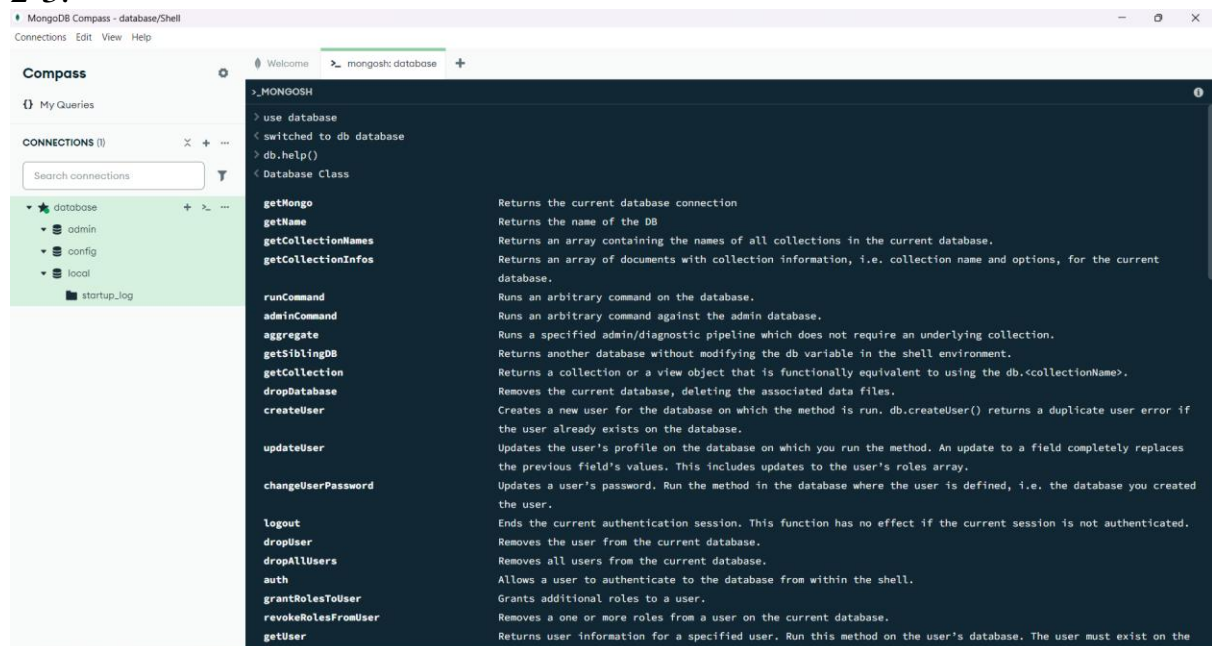 2-3.
MongoDB Compass - database/Shell
Connections Edit View Help
Compass
{} My Queries
CONNECTIONS (1)
Search connections
database
admin
config
local
startup_log
Welcome
>_ mongosh: database
>_MONGOSH
> use database
< switched to db database
> db.help()
< Database Class
getMongo Returns the current database connection
getName Returns the name of the DB
getCollectionNames Returns an array containing the names of all collections in the current database.
getCollectionInfos Returns an array of documents with collection information, i.e. collection name and options, for the current
database.
runCommand Runs an arbitrary command on the database.
adminCommand Runs an arbitrary command against the admin database.
aggregate Runs a specified admin/diagnostic pipeline which does not require an underlying collection.
getSiblingDB Returns another database without modifying the db variable in the shell environment.
getCollection Returns a collection or a view object that is functionally equivalent to using the db.<collectionName>.
dropDatabase Removes the current database, deleting the associated data files.
createUser Creates a new user for the database on which the method is run. db.createUser() returns a duplicate user error if
the user already exists on the database.
updateUser Updates the user's profile on the database on which you run the method. An update to a field completely replaces
the previous field's values. This includes updates to the user's roles array.
changeUserPassword Updates a user's password. Run the method in the database where the user is defined, i.e. the database you created
the user.
logout Ends the current authentication session. This function has no effect if the current session is not authenticated.
dropUser Removes the user from the current database.
dropAllUsers Removes all users from the current database.
auth Allows a user to authenticate to the database from within the shell.
grantRolesToUser Grants additional roles to a user.
revokeRolesFromUser Removes a one or more roles from a user on the current database.
getUser Returns user information for a specified user. Run this method on the user's database. The user must exist on the